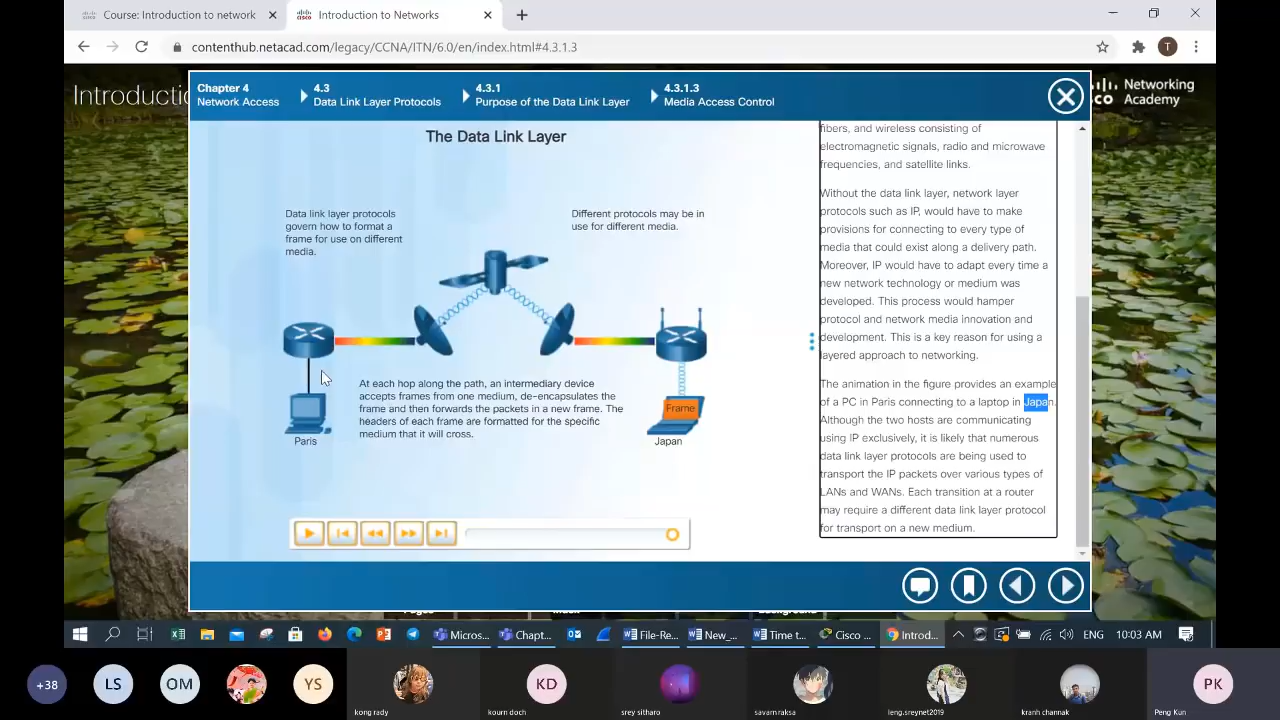 Course: Introduction to network
Introduction to Networks
contenthub.netacad.com/legacy/CCNA/ITN/6.0/en/index.html#4.3.1.3
T
Networking
Academy
Chapter 4
Network Access
4.3
Data Link Layer Protocols
4.3.1
Purpose of the Data Link Layer
4.3.1.3
Media Access Control
The Data Link Layer
Data link layer protocols
govern how to format a
frame for use on different
media.
Different protocols may be in
use for different media.
At each hop along the path, an intermediary device
accepts frames from one medium, de-encapsulates the
frame and then forwards the packets in a new frame. The
headers of each frame are formatted for the specific
medium that it will cross.
Paris
Frame
Japan
fibers, and wireless consisting of
electromagnetic signals, radio and microwave
frequencies, and satellite links.
Without the data link layer, network layer
protocols such as IP, would have to make
provisions for connecting to every type of
media that could exist along a delivery path.
Moreover, IP would have to adapt every time a
new network technology or medium was
developed. This process would hamper
protocol and network media innovation and
development. This is a key reason for using a
layered approach to networking.
The animation in the figure provides an example
of a PC in Paris connecting to a laptop in Japan.
Although the two hosts are communicating
using IP exclusively, it is likely that numerous
data link layer protocols are being used to
transport the IP packets over various types of
LANs and WANs. Each transition at a router
may require a different data link layer protocol
for transport on a new medium.
Micros...
Chapt...
File-Re...
New_...
Time t...
Cisco ...
Introd...
ENG
10:03 AM
+38
LS
OM
YS
KD
PK
kong rady
kourn doch
srey sitharo
savam raksa
leng.sreynet2019
kranh channak
Peng Kun